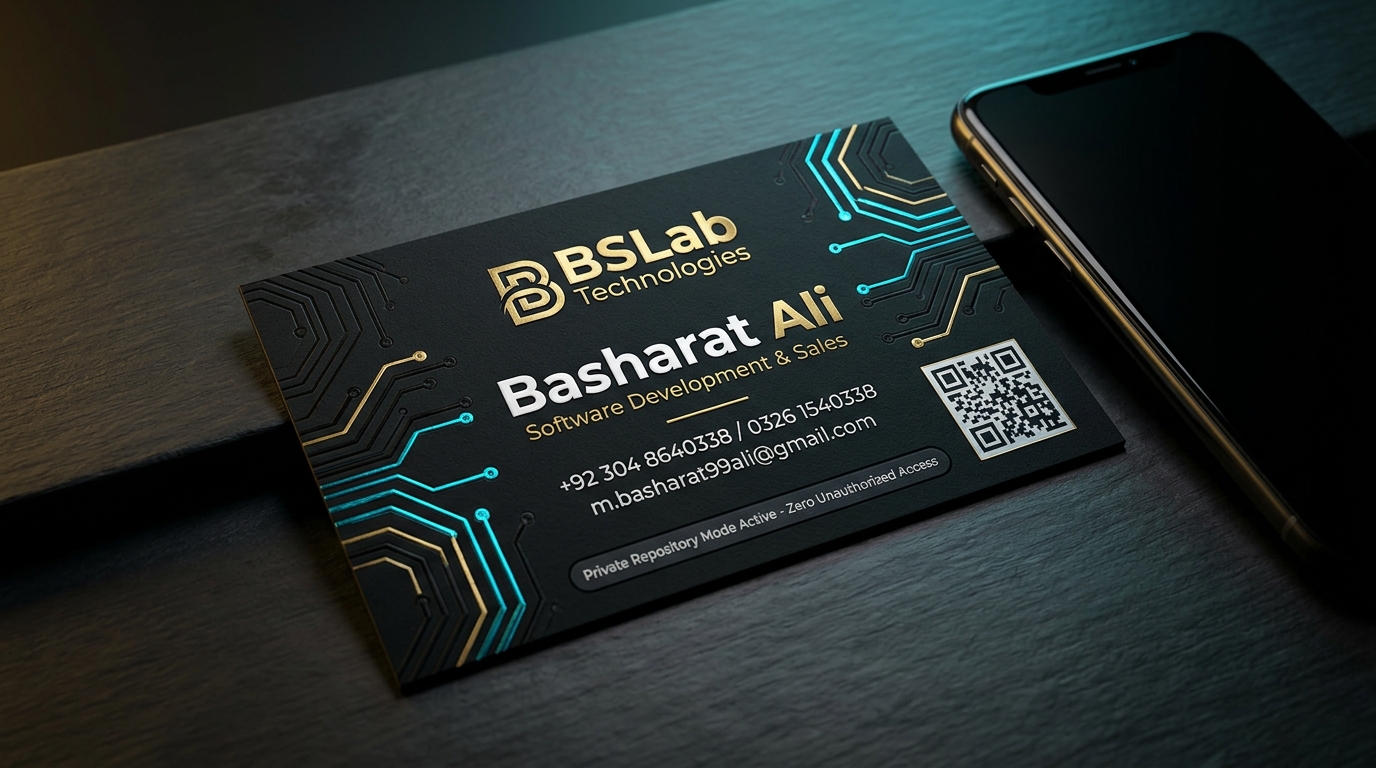 BSLab
Technologies
Basharat Ali
Software Development & Sales
+92 304 8640338 / 0326 1540338
m.basharat99ali@gmail.com
Private Repository Mode Active - Zero Unauthorized Access